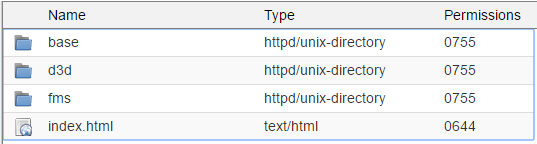 Name Type Permissions
base httpd/unix-directory 0755
d3d httpd/unix-directory 0755
fms httpd/unix-directory 0755
index.html text/html 0644